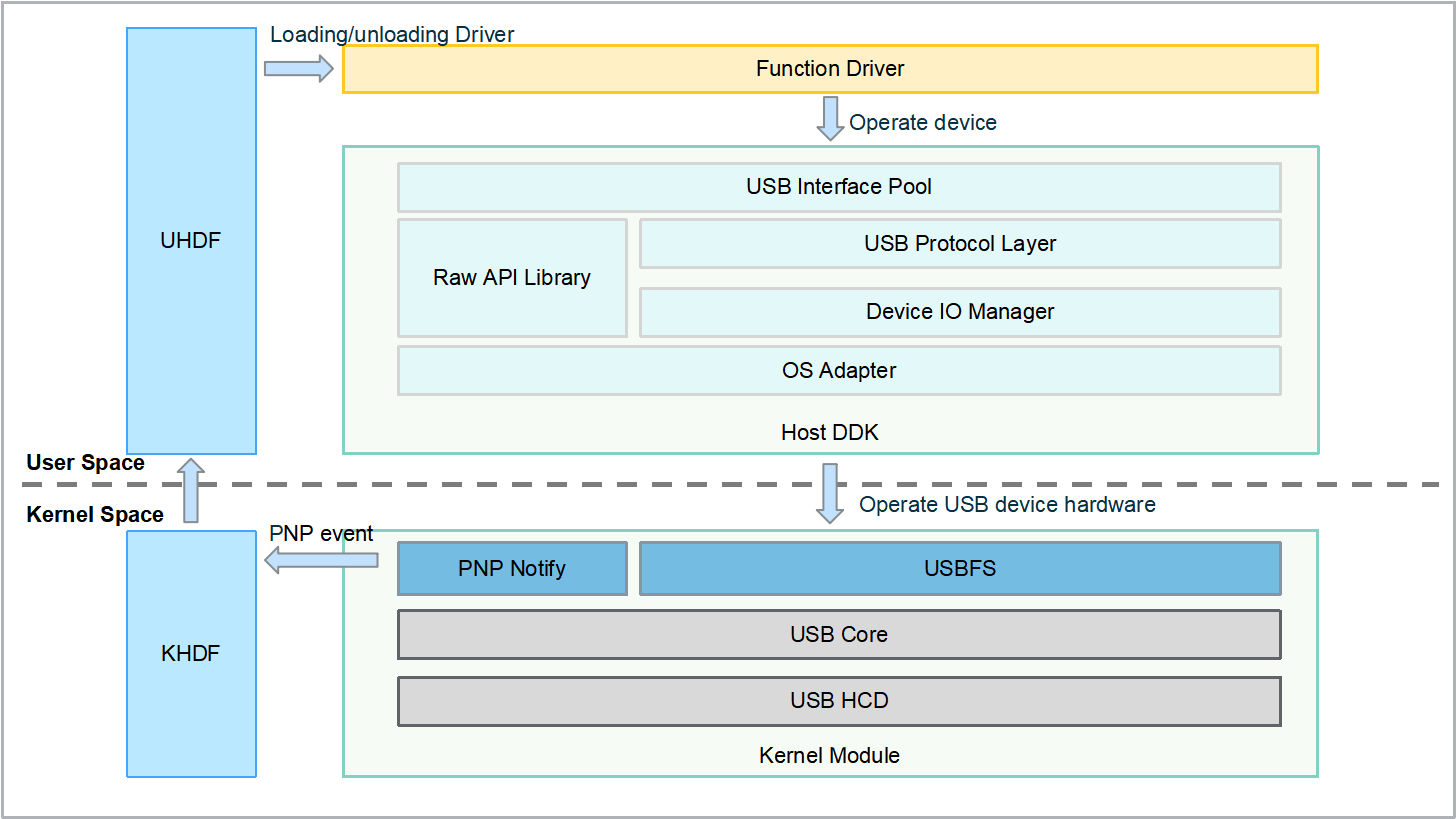 Loading/unloading Driver
Function Driver
Operate device
USB Interface Pool
UHDF
USB Protocol Layer
Raw API Library
Device IO Manager
OS Adapter
Host DDK
User Space
Kernel Space
Operate USB device hardware
PNP event
PNP Notify
USBFS
USB Core
KHDF
USB HCD
Kernel Module